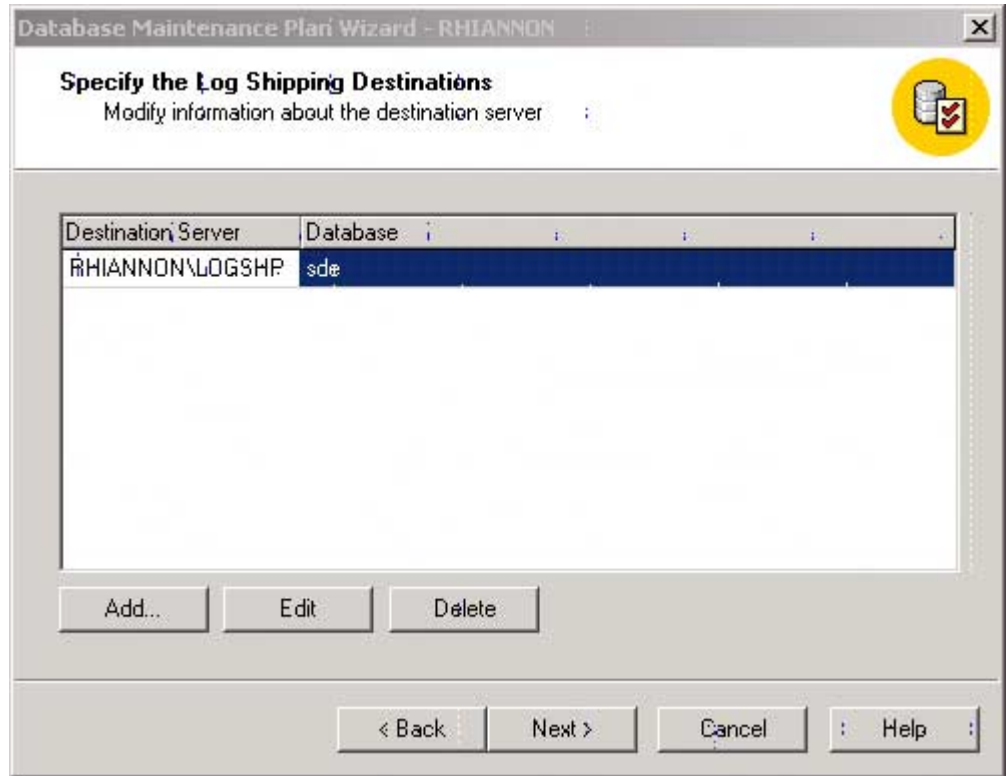 Database Maintenance Plan Wizard - RHIANNON
Specify the Log Shipping Destinations
Modify information about the destination server
Destination Server Database
RHIANNON\LOGSHP sde
Add... Edit Delete
< Back Next > Cancel Help